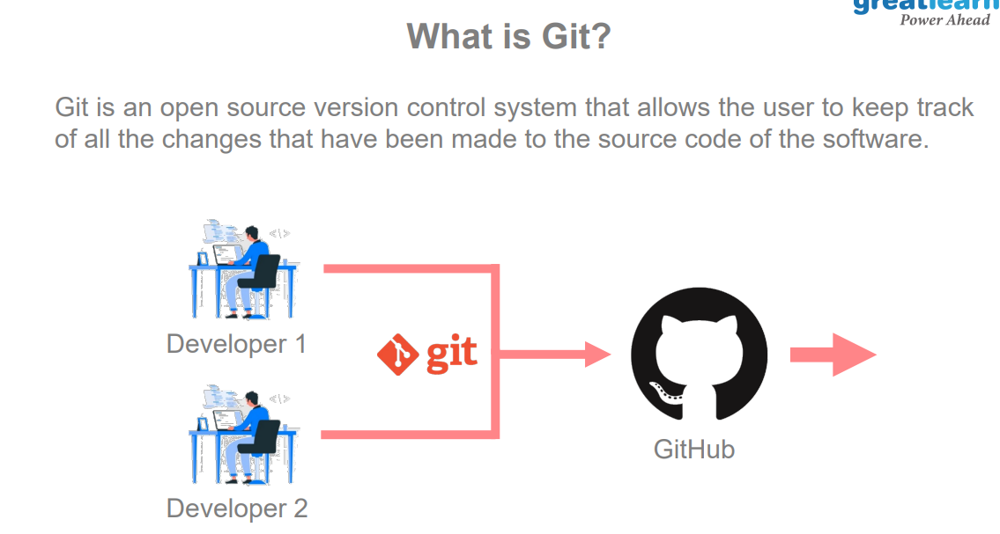 greatlearn
Power Ahead
What is Git?
Git is an open source version control system that allows the user to keep track
of all the changes that have been made to the source code of the software.
Developer 1
git
GitHub
Developer 2